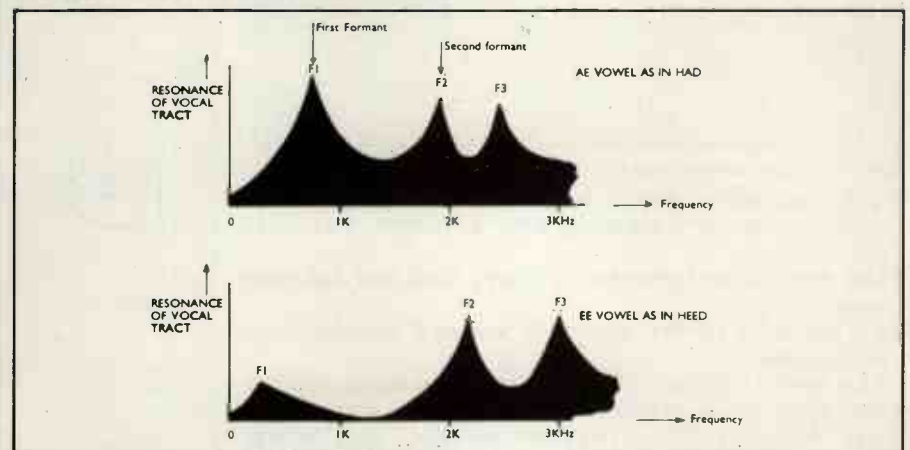 First Formant
Second formant
F1
F2
F3
AE VOWEL AS IN HAD
RESONANCE
OF VOCAL
TRACT
Frequency
0
1K
2K
3KHz
RESONANCE
OF VOCAL
TRACT
F1
F2
F3
EE VOWEL AS IN HEED
Frequency
0
1K
2K
3KHz